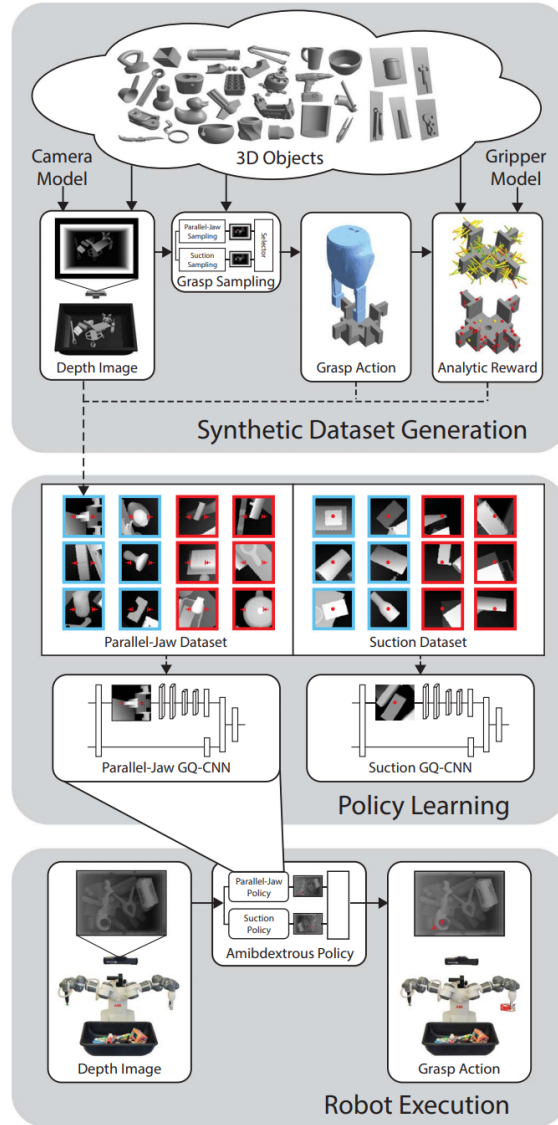 3D Objects
Camera
Model
Gripper
Model
Parallel-Jaw
Sampling
Suction
Sampling
Selector
Depth Image
Grasp Sampling
Grasp Action
Analytic Reward
Synthetic Dataset Generation
Parallel-Jaw Dataset
Suction Dataset
Parallel-Jaw GQ-CNN
Suction GQ-CNN
Policy Learning
Parallel-Jaw
Policy
Suction
Policy
Amibdextrous Policy
Depth Image
Grasp Action
Robot Execution